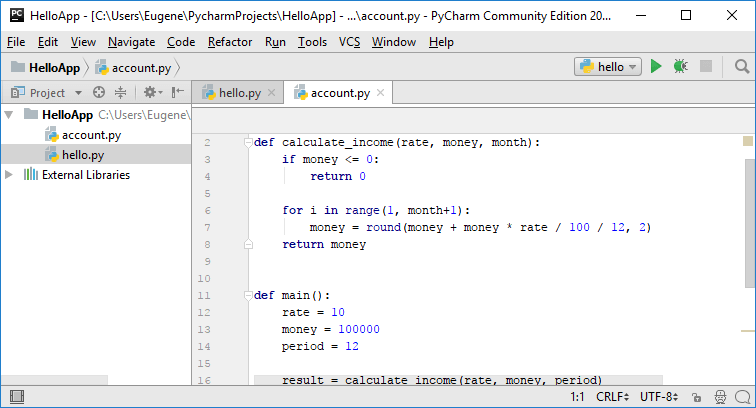 PC HelloApp - [C:\Users\Eugene\PycharmProjects\HelloApp] - ...\account.py - PyCharm Community Edition 20...
File Edit View Navigate Code Refactor Run Tools VCS Window Help
HelloApp account.py hello
Project hello.py account.py
HelloApp C:\Users\Eugene\
account.py
hello.py
External Libraries
2 def calculate_income(rate, money, month):
3 if money <= 0:
4 return 0
5
6 for i in range(1, month+1):
7 money = round(money + money * rate / 100 / 12, 2)
8 return money
9
10
11 def main():
12 rate = 10
13 money = 100000
14 period = 12
15
16 result = calculate_income(rate, money, period)
1:1 CRLF UTF-8